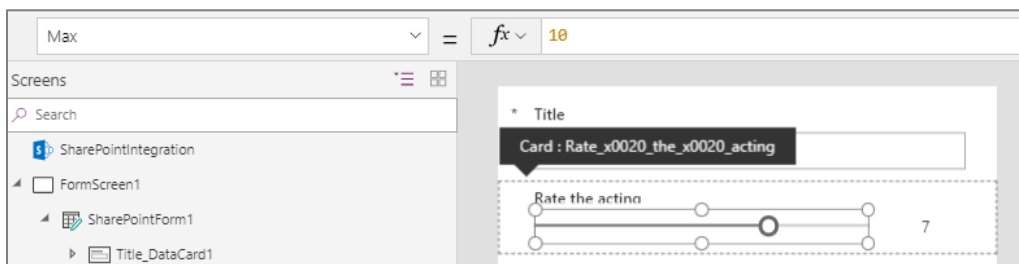 Max = fx 10
Screens
Search
* Title
SharePointIntegration
Card : Rate_x0020_the_x0020_acting
FormScreen1
Rate the acting
SharePointForm1
7
Title_DataCard1